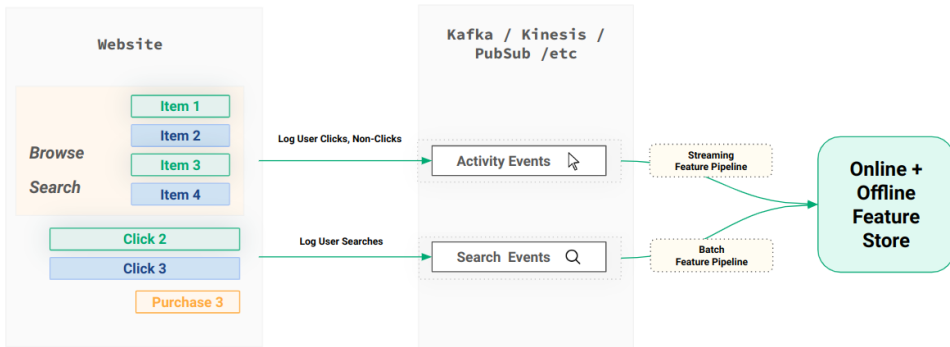 Website
Item 1
Item 2
Item 3
Item 4
Browse
Search
Click 2
Click 3
Purchase 3
Log User Clicks, Non-Clicks
Log User Searches
Kafka / Kinesis /
PubSub /etc
Activity Events
Search Events
Streaming
Feature Pipeline
Batch
Feature Pipeline
Online +
Offline
Feature
Store